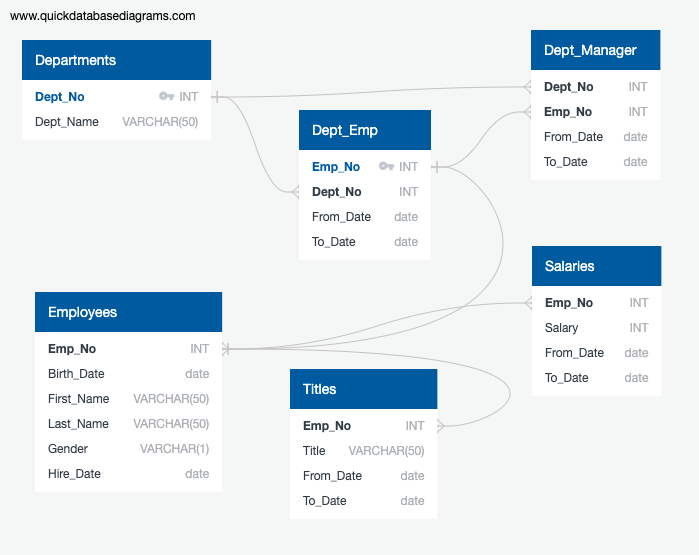 www.quickdatabasediagrams.com
Departments
Dept_No INT
Dept_Name VARCHAR(50)
Dept_Emp
Emp_No INT
Dept_No INT
From_Date date
To_Date date
Dept_Manager
Dept_No INT
Emp_No INT
From_Date date
To_Date date
Employees
Emp_No INT
Birth_Date date
First_Name VARCHAR(50)
Last_Name VARCHAR(50)
Gender VARCHAR(1)
Hire_Date date
Titles
Emp_No INT
Title VARCHAR(50)
From_Date date
To_Date date
Salaries
Emp_No INT
Salary INT
From_Date date
To_Date date